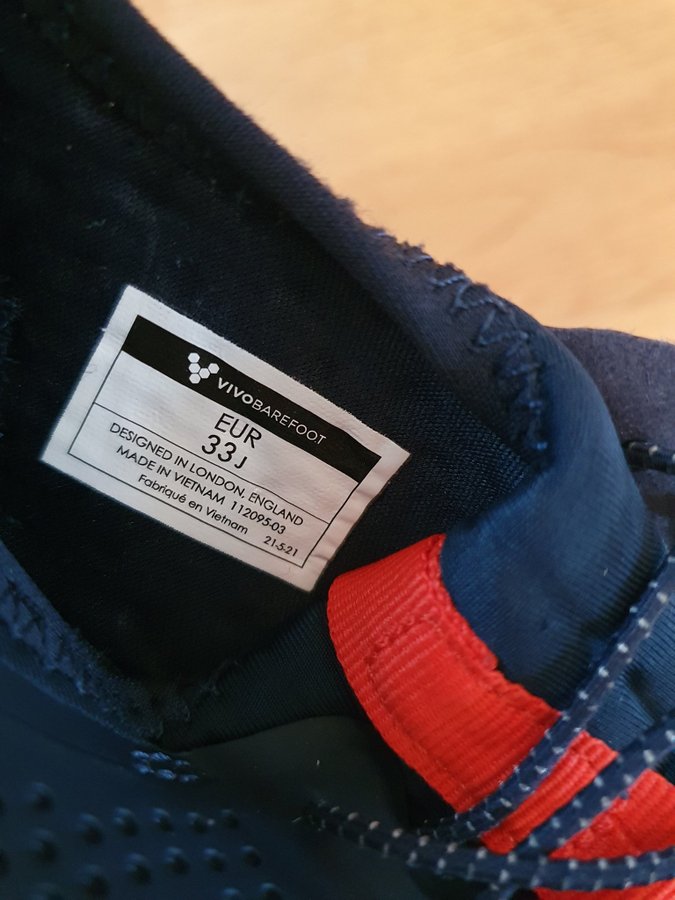 VIVOBAREFOOT
EUR
33 J
DESIGNED IN LONDON, ENGLAND
MADE IN VIETNAM 112095-03
Fabriqué en Vietnam 21-5-21